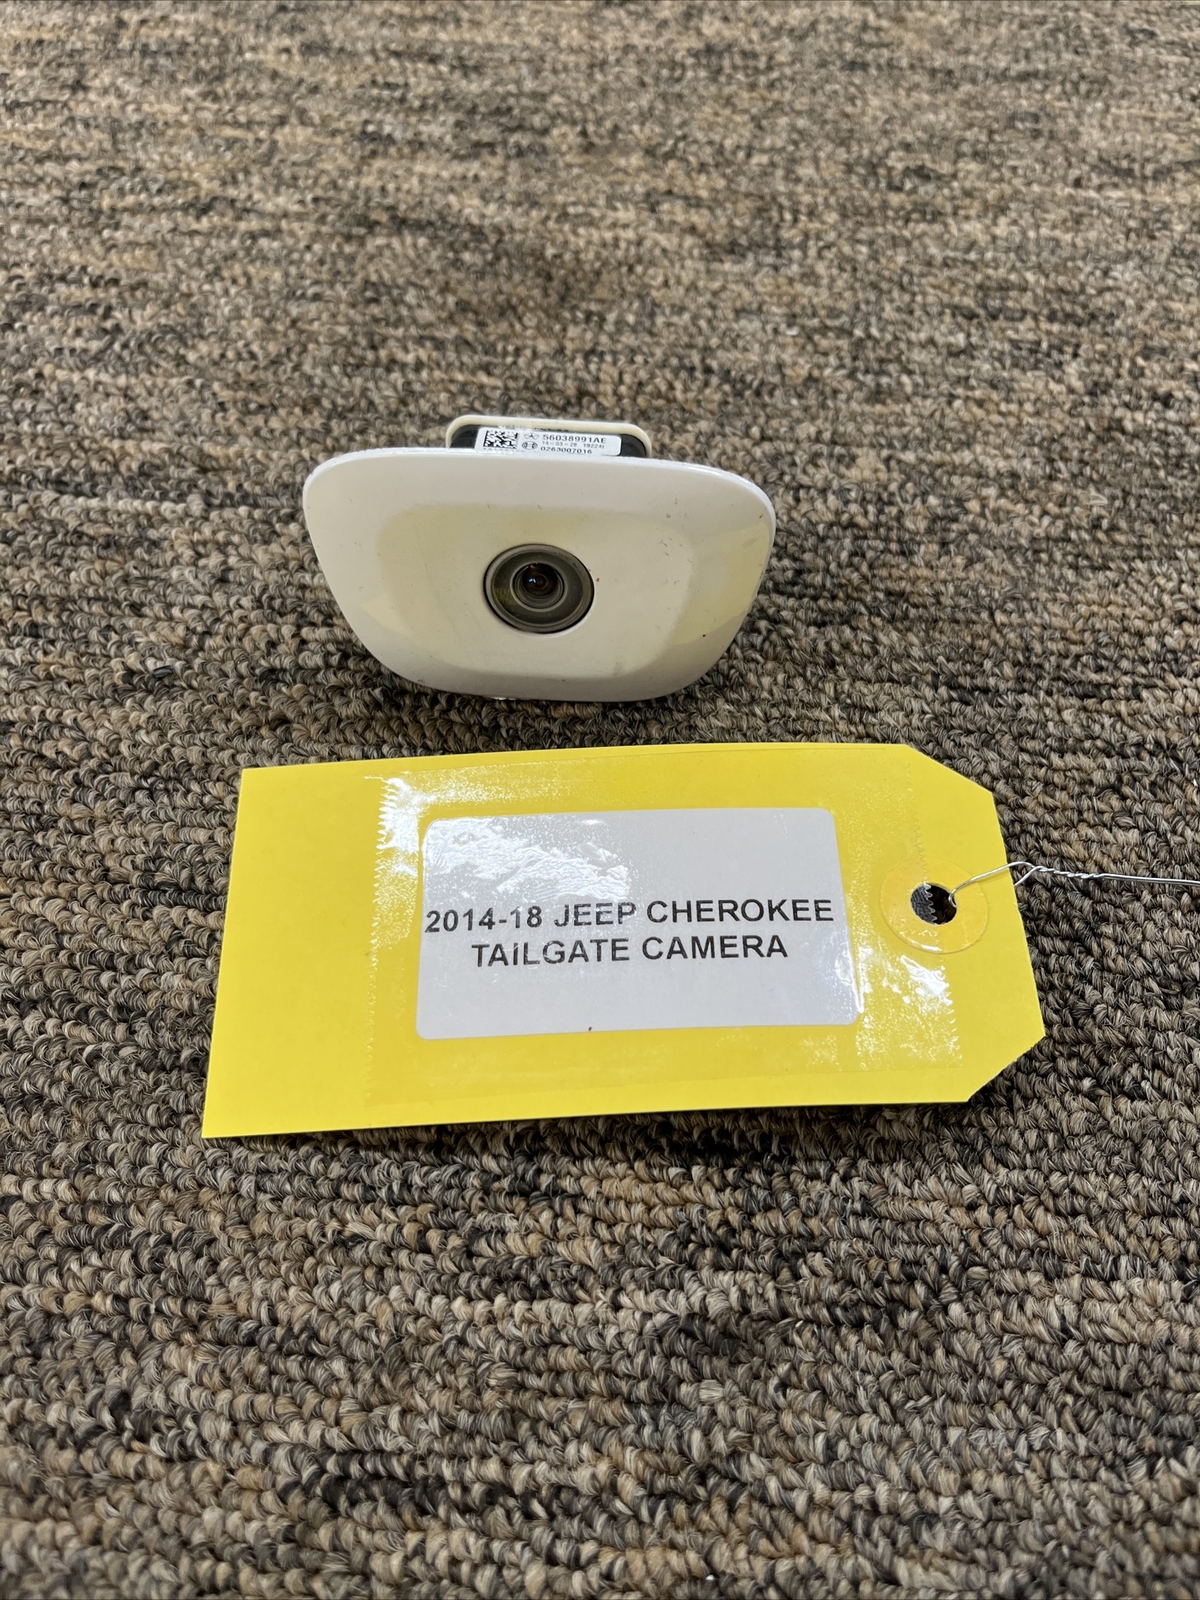 56038991AE
0263007016
2014-18 JEEP CHEROKEE
TAILGATE CAMERA